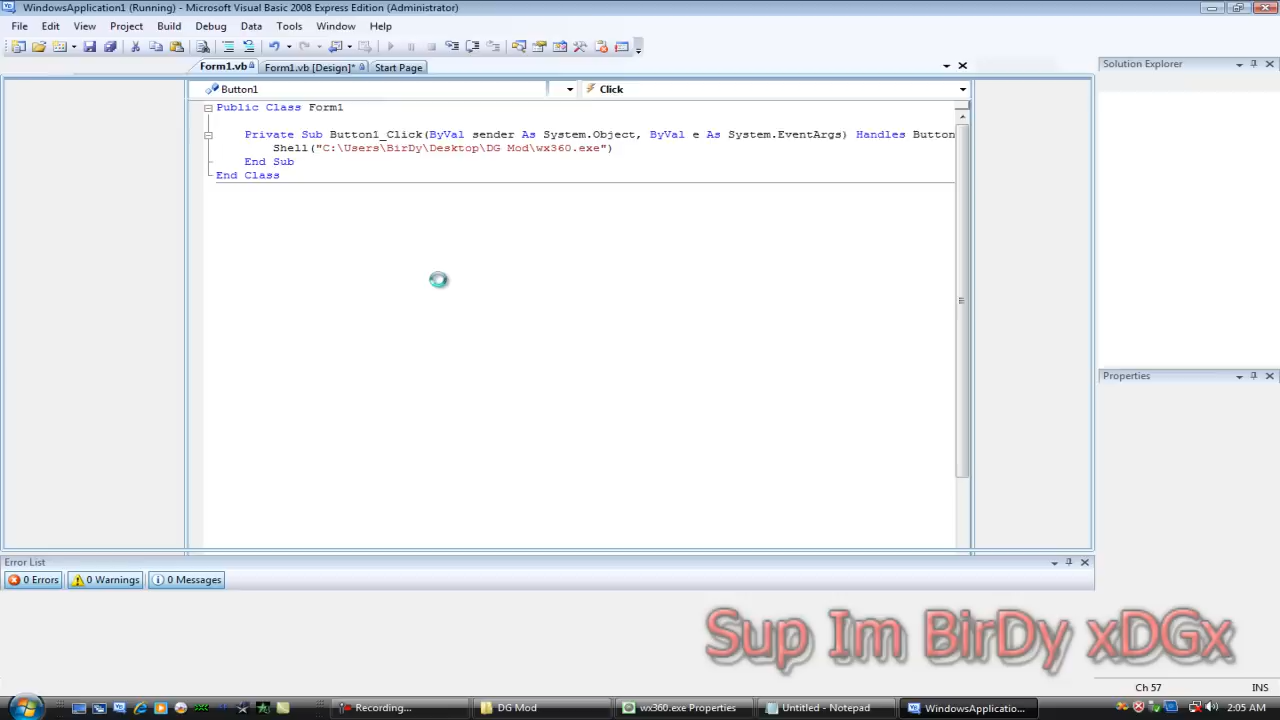 WindowsApplication1 (Running) - Microsoft Visual Basic 2008 Express Edition (Administrator)
File Edit View Project Build Debug Data Tools Window Help
Form1.vb Form1.vb [Design]* Start Page
Solution Explorer
Button1 Click
Public Class Form1
Private Sub Button1_Click(ByVal sender As System.Object, ByVal e As System.EventArgs) Handles Button
Shell("C:\Users\BirDy\Desktop\DG Mod\wx360.exe")
End Sub
End Class
Properties
Error List
0 Errors 0 Warnings 0 Messages
Sup Im BirDy xDGx
Ch 57 INS
Recording... DG Mod wx360.exe Properties Untitled - Notepad WindowsApplicatio... 2:05 AM